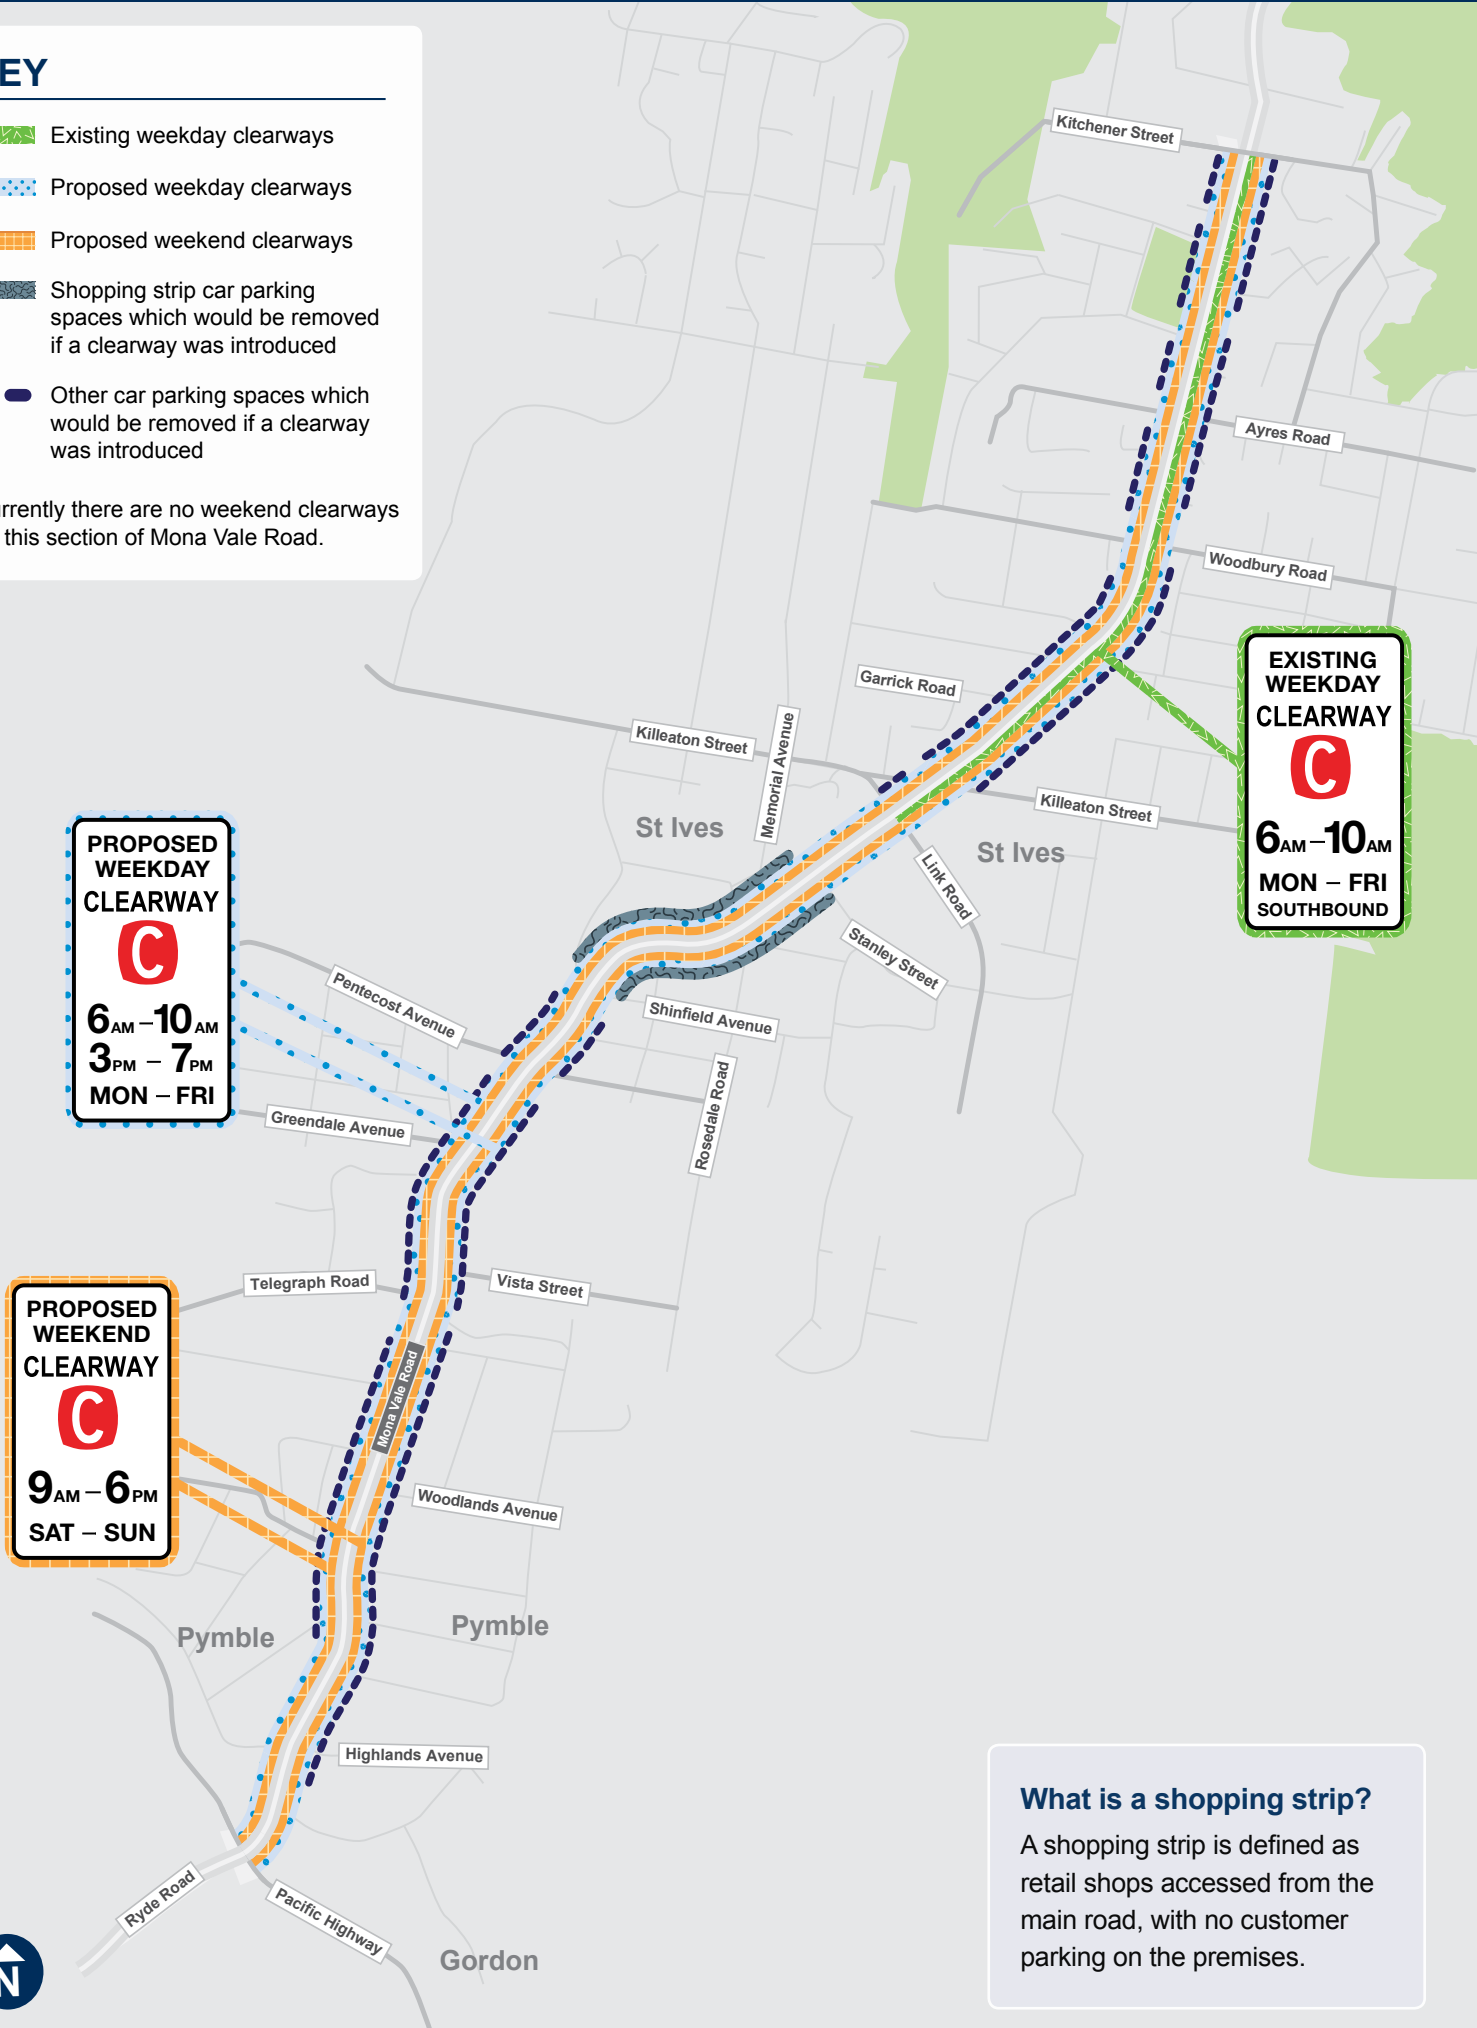 EY
Existing weekday clearways
Proposed weekday clearways
Proposed weekend clearways
Shopping strip car parking
spaces which would be removed
if a clearway was introduced
Other car parking spaces which
would be removed if a clearway
was introduced
rrently there are no weekend clearways
this section of Mona Vale Road.
Kitchener Street
Ayres Road
Woodbury Road
Garrick Road
Killeaton Street
Memorial Avenue
Killeaton Street
St Ives
St Ives
Link Road
Stanley Street
EXISTING
WEEKDAY
CLEARWAY
C
6AM – 10AM
MON – FRI
SOUTHBOUND
PROPOSED
WEEKDAY
CLEARWAY
C
6AM – 10AM
3PM – 7PM
MON – FRI
Pentecost Avenue
Shinfield Avenue
Rosedale Road
Greendale Avenue
Telegraph Road
Vista Street
PROPOSED
WEEKEND
CLEARWAY
C
9AM – 6PM
SAT – SUN
Mona Vale Road
Woodlands Avenue
Pymble
Pymble
Highlands Avenue
Ryde Road
Pacific Highway
Gordon
N
What is a shopping strip?
A shopping strip is defined as
retail shops accessed from the
main road, with no customer
parking on the premises.